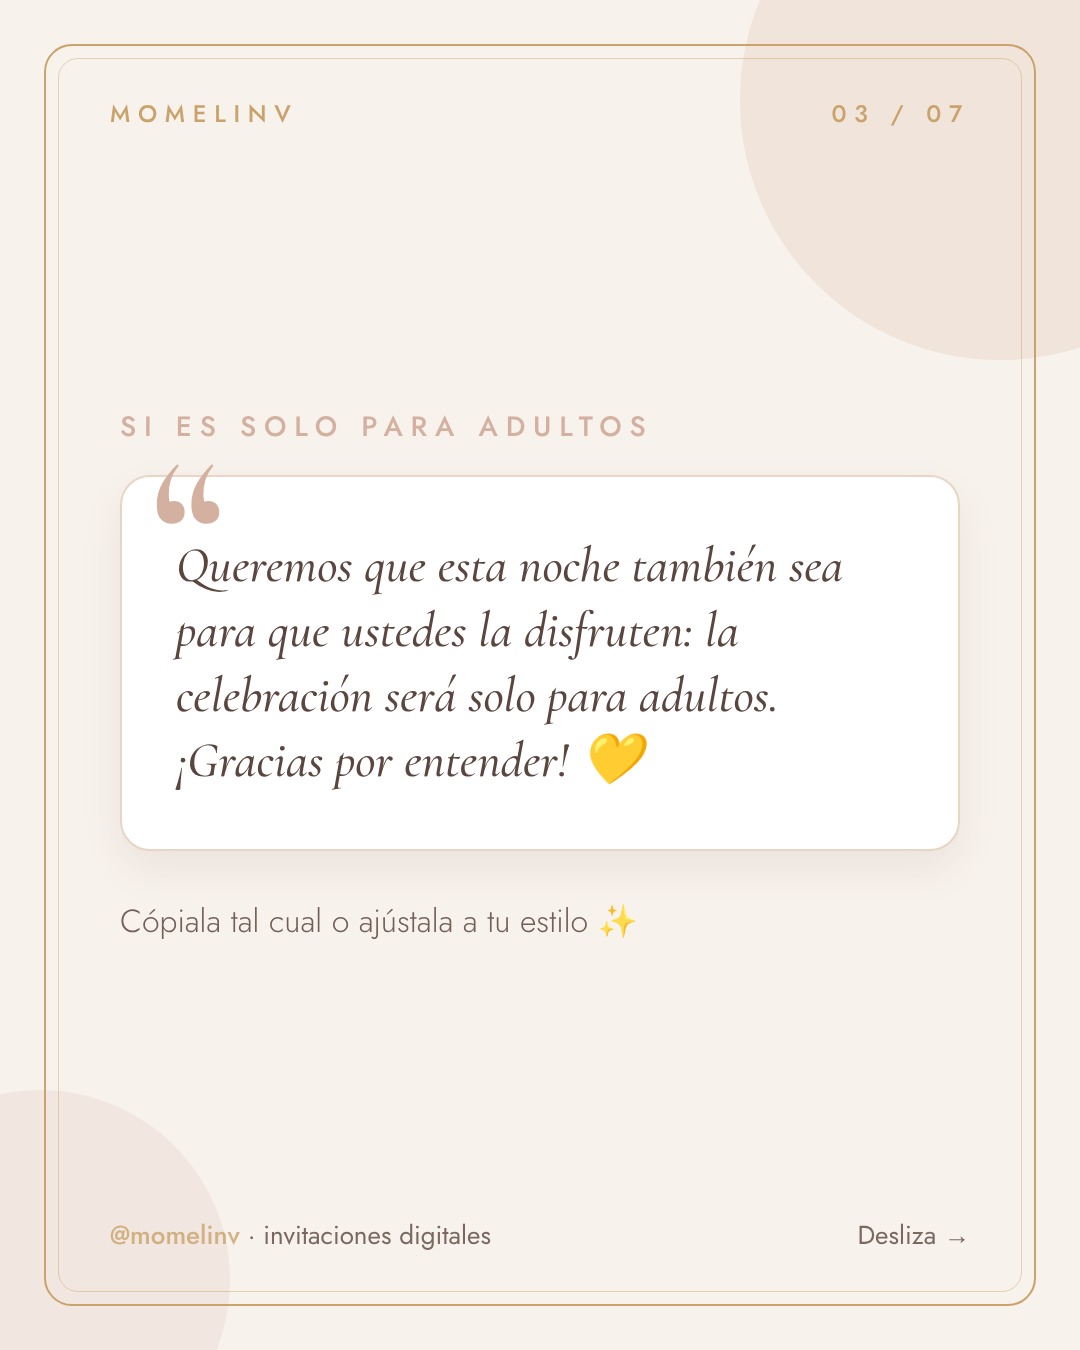 MOMELINV
03 / 07
SI ES SOLO PARA ADULTOS
“
Queremos que esta noche también sea
para que ustedes la disfruten: la
celebración será solo para adultos.
¡Gracias por entender! 💛
Cópiala tal cual o ajústala a tu estilo ✨
@momelinv · invitaciones digitales
Desliza →